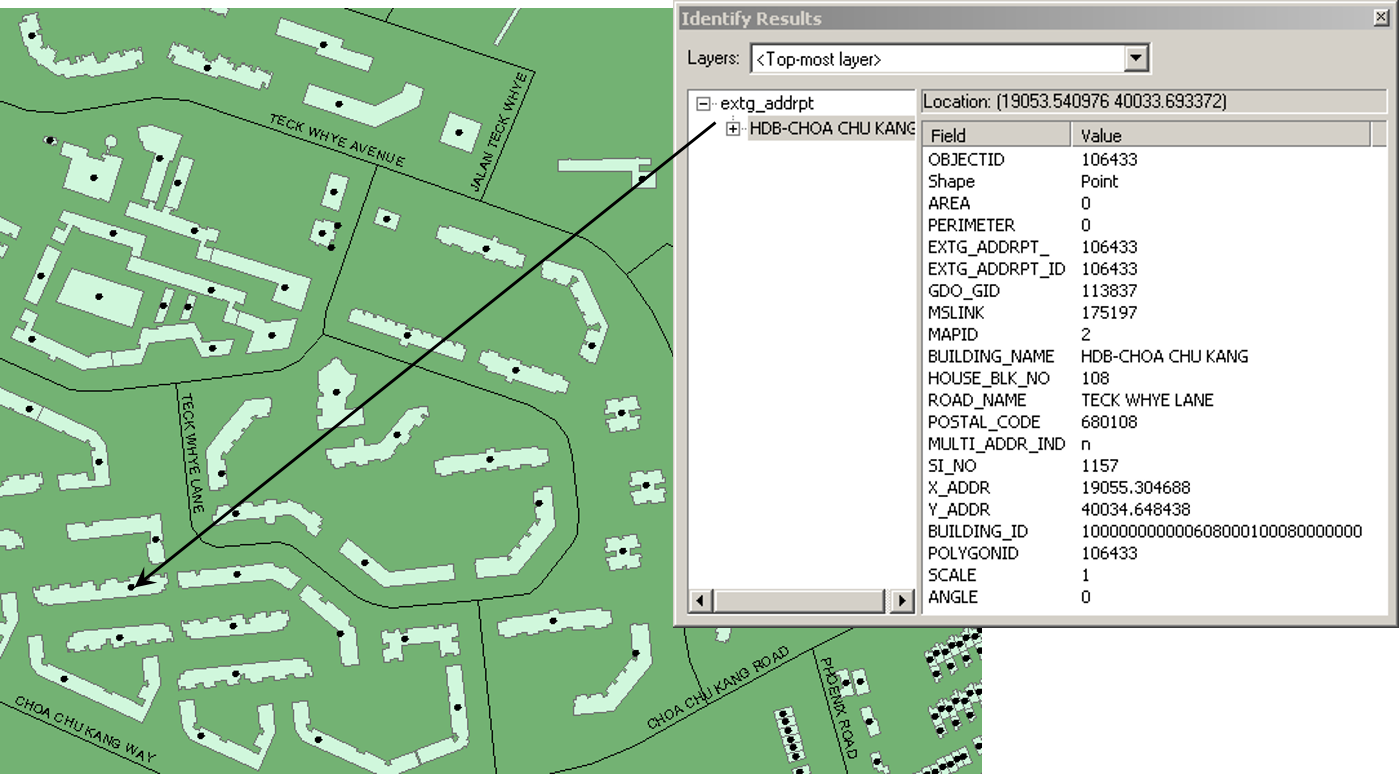 Identify Results
Layers: <Top-most layer>
extg_addrpt
HDB-CHOA CHU KANG
Location: (19053.540976 40033.693372)
Field Value
OBJECTID 106433
Shape Point
AREA 0
PERIMETER 0
EXTG_ADDRPT_ 106433
EXTG_ADDRPT_ID 106433
GDO_GID 113837
MSLINK 175197
MAPID 2
BUILDING_NAME HDB-CHOA CHU KANG
HOUSE_BLK_NO 108
ROAD_NAME TECK WHYE LANE
POSTAL_CODE 680108
MULTI_ADDR_IND n
SI_NO 1157
X_ADDR 19055.304688
Y_ADDR 40034.648438
BUILDING_ID 100000000000608000100080000000
POLYGONID 106433
SCALE 1
ANGLE 0
TECK WHYE AVENUE
JALAN TECK WHYE
TECK WHYE LANE
CHOA CHU KANG WAY
CHOA CHU KANG ROAD
PHOENIX ROAD